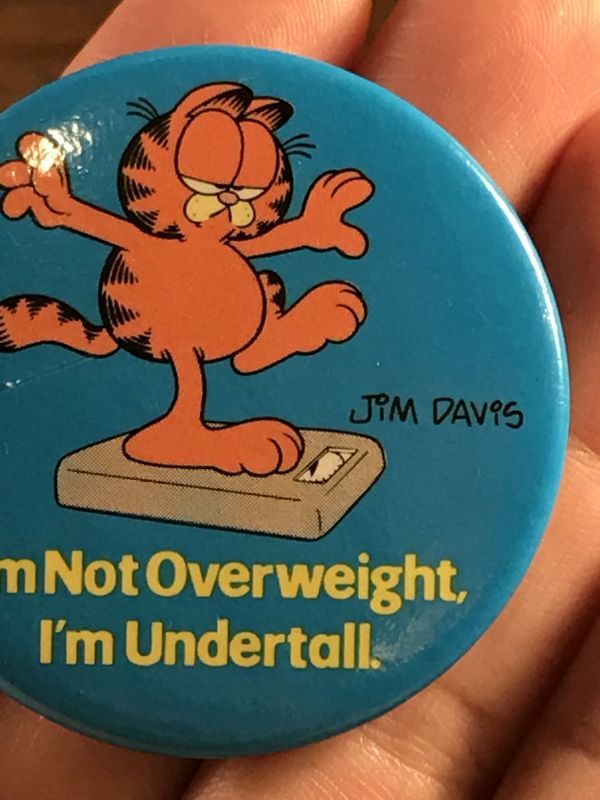 JIM DAVIS
m Not Overweight,
I'm Undertall.